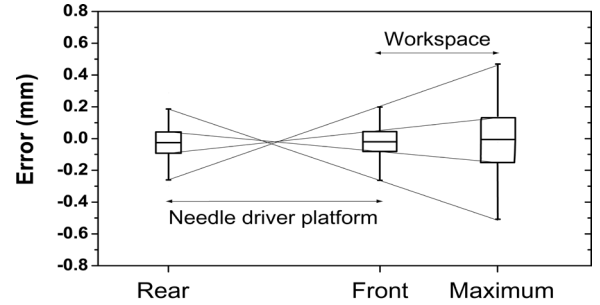 0.8
0.6
0.4
0.2
0.0
-0.2
-0.4
-0.6
-0.8
Error (mm)
Workspace
Needle driver platform
Rear
Front
Maximum